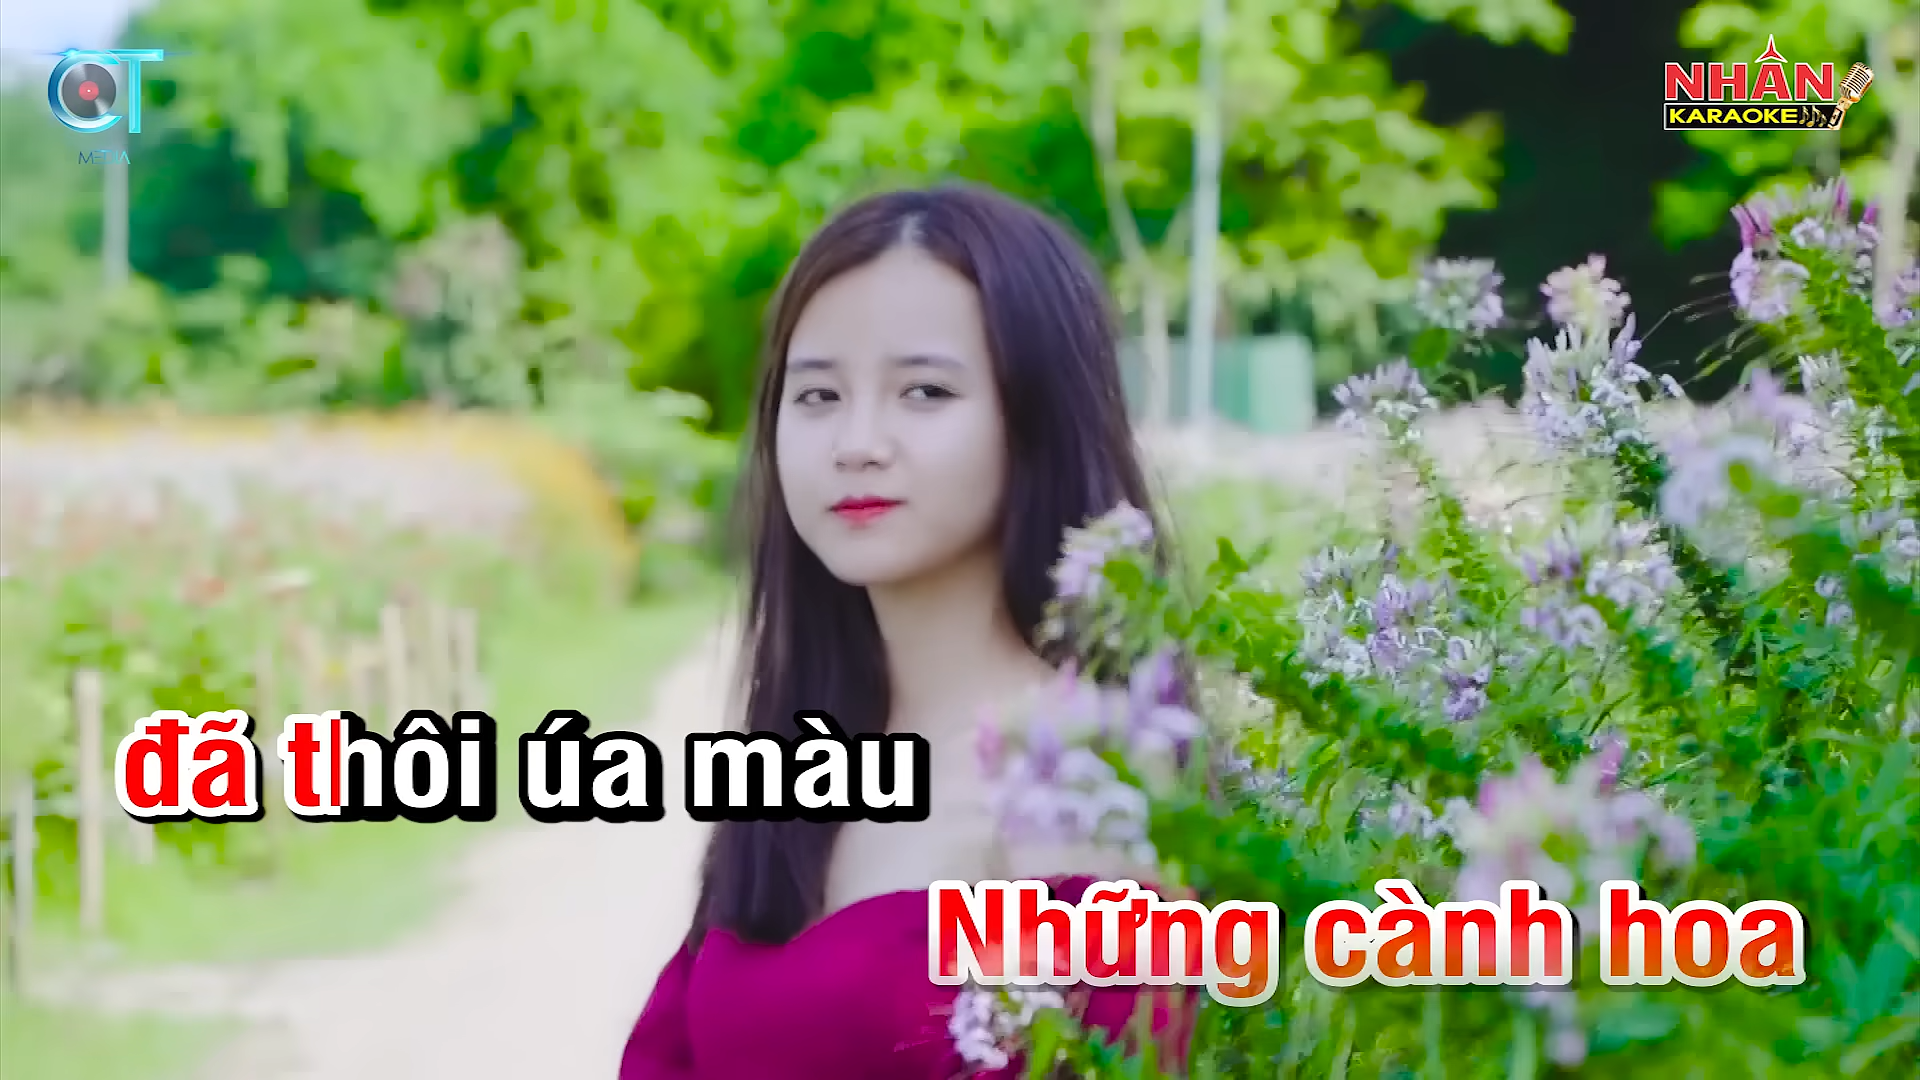 CT
MEDIA
NHÂN
KARAOKE
đã thôi úa màu
Những cành hoa